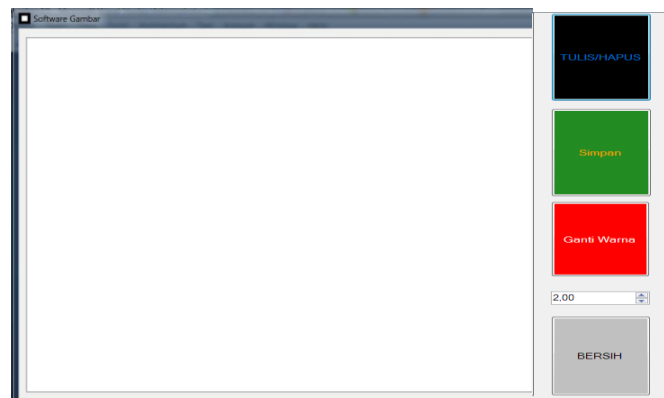 Software Gambar
TULIS/HAPUS
Simpan
Ganti Warna
2.00
BERSIH